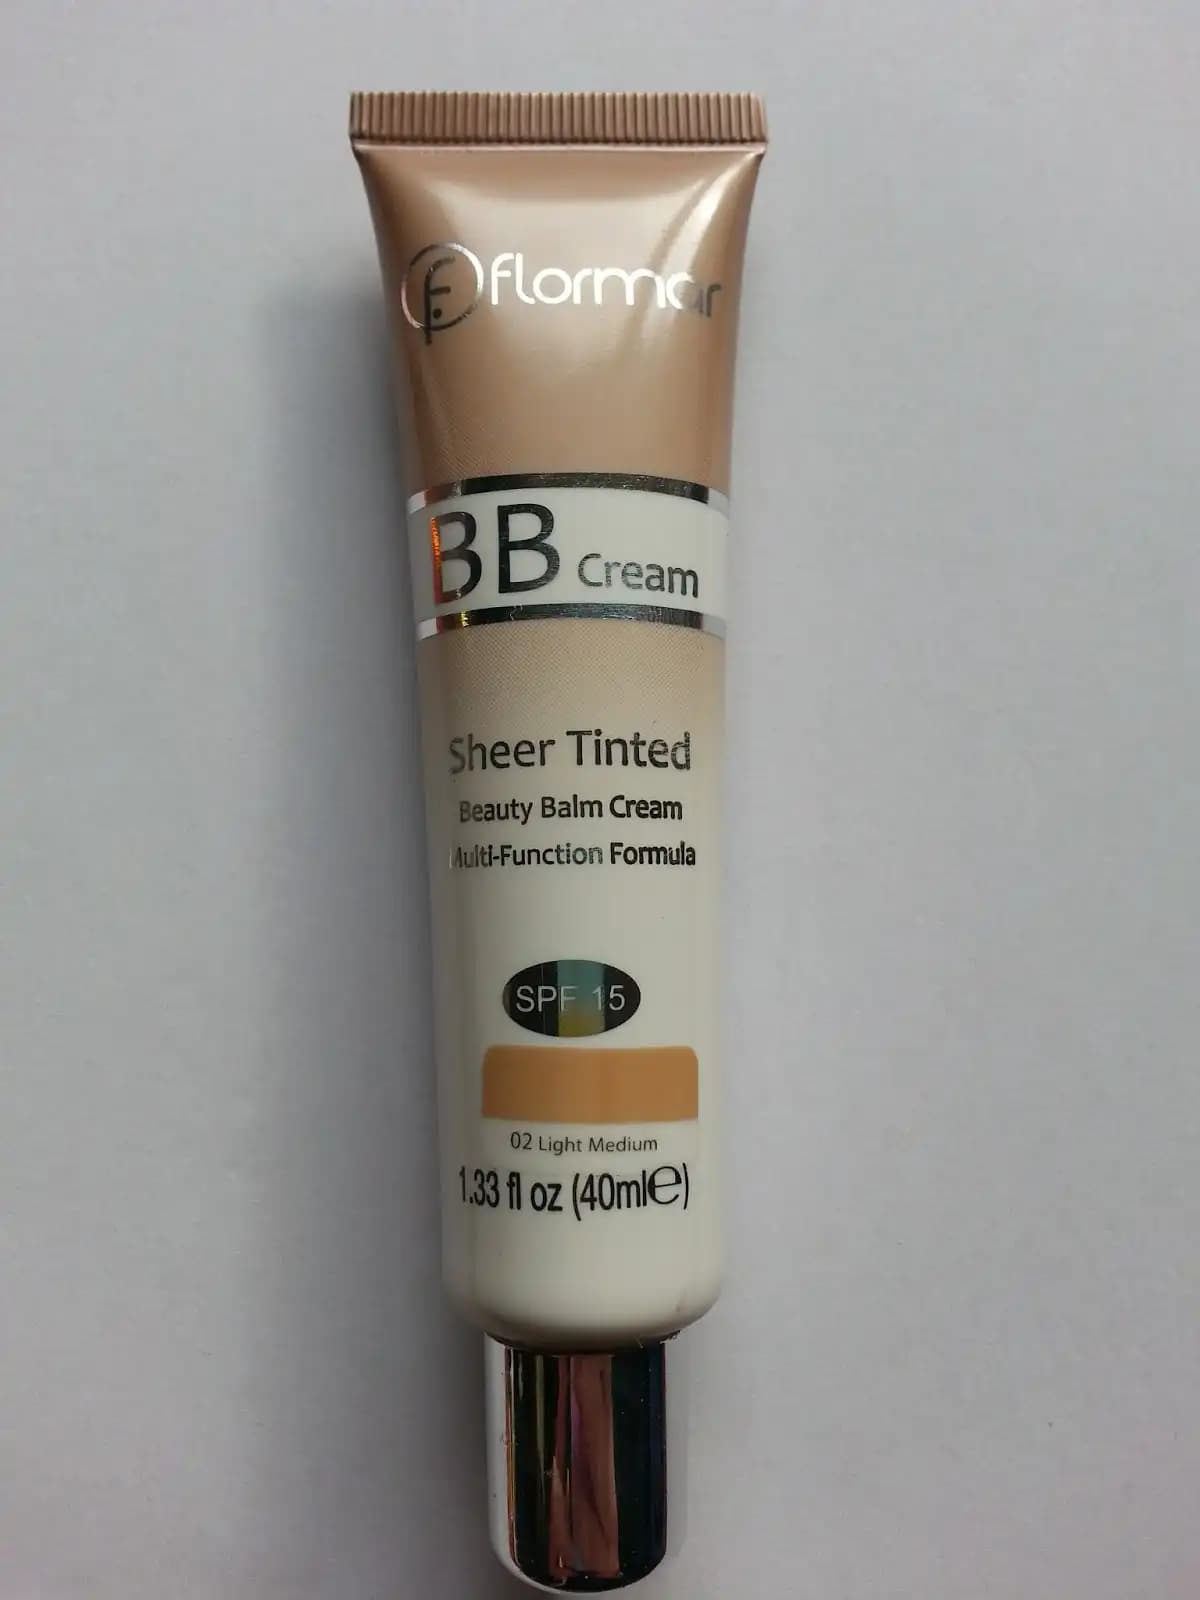 flormar
BB Cream
Sheer Tinted
Beauty Balm Cream
Multi-Function Formula
SPF 15
02 Light Medium
1.33 fl oz (40ml℮)